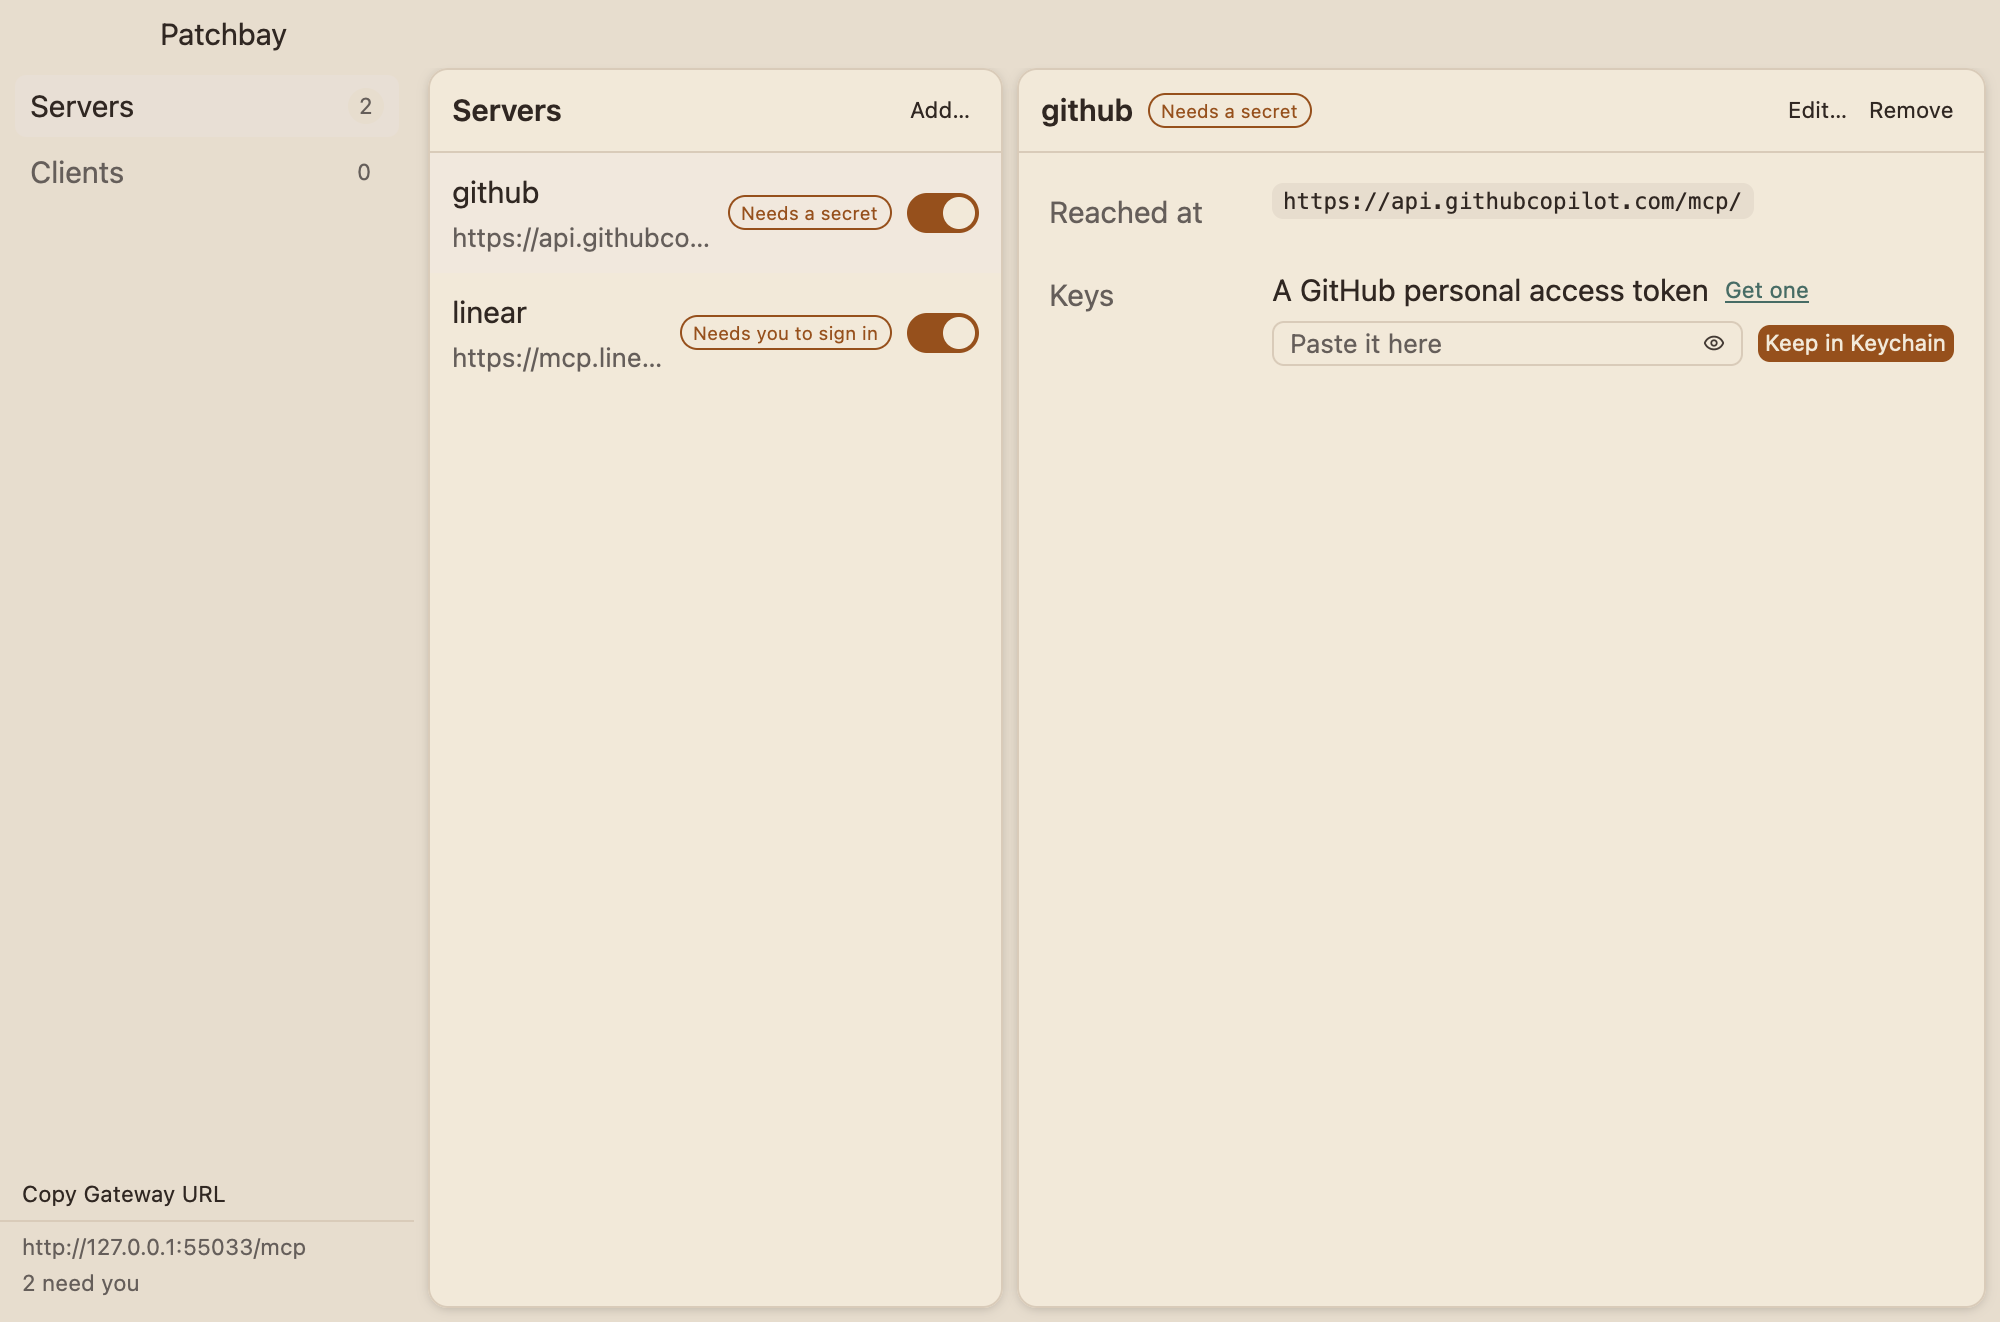 Patchbay
Servers 2
Clients 0
Copy Gateway URL
http://127.0.0.1:55033/mcp
2 need you
Servers Add...
github
https://api.githubco...
Needs a secret
linear
https://mcp.line...
Needs you to sign in
github Needs a secret Edit... Remove
Reached at https://api.githubcopilot.com/mcp/
Keys A GitHub personal access token Get one
Paste it here Keep in Keychain